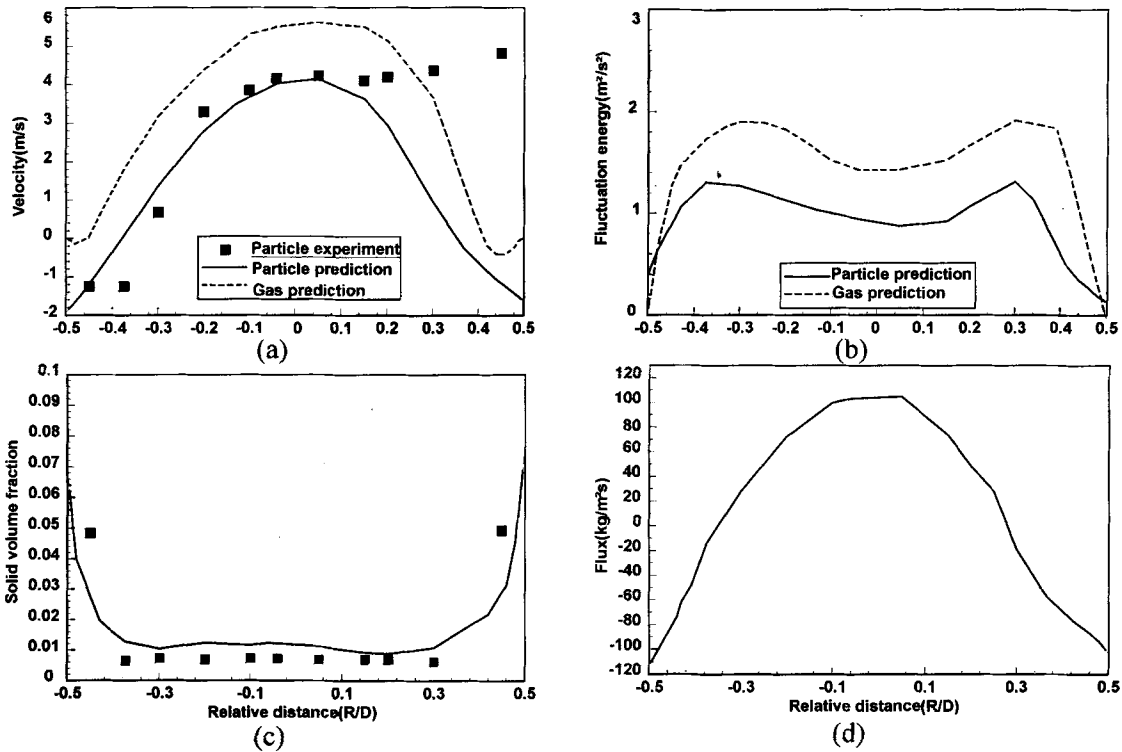 6
5
4
3
2
1
0
-1
-2
Velocity(m/s)
Particle experiment
Particle prediction
Gas prediction
-0.5 -0.4 -0.3 -0.2 -0.1 0 0.1 0.2 0.3 0.4 0.5
(a)
3
2
1
0
Fluctuation energy(m²/s²)
Particle prediction
Gas prediction
-0.5 -0.4 -0.3 -0.2 -0.1 0 0.1 0.2 0.3 0.4 0.5
(b)
0.1
0.09
0.08
0.07
0.06
0.05
0.04
0.03
0.02
0.01
0
Solid volume fraction
-0.5 -0.3 -0.1 0.1 0.3 0.5
Relative distance(R/D)
(c)
120
100
80
60
40
20
0
-20
-40
-60
-80
-100
-120
Flux(kg/m²s)
-0.5 -0.3 -0.1 0.1 0.3 0.5
Relative distance(R/D)
(d)